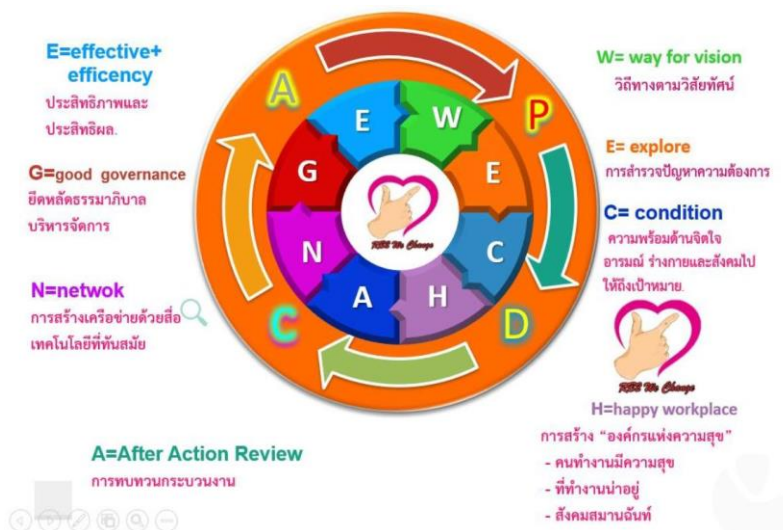 E=effective+
efficency
ประสิทธิภาพและ
ประสิทธิผล.
G=good governance
ยึดหลัดธรรมาภิบาล
บริหารจัดการ
N=netwok
การสร้างเครือข่ายด้วยสื่อ
เทคโนโลยีที่ทันสมัย
A=After Action Review
การทบทวนกระบวนงาน
A
P
D
C
E
W
E
C
H
A
N
G
RBE We Change
W= way for vision
วิถีทางตามวิสัยทัศน์
E= explore
การสำรวจปัญหาความต้องการ
C= condition
ความพร้อมด้านจิตใจ
อารมณ์ ร่างกายและสังคมไป
ให้ถึงเป้าหมาย.
RBE We Change
H=happy workplace
การสร้าง “องค์กรแห่งความสุข”
- คนทำงานมีความสุข
- ที่ทำงานน่าอยู่
- สังคมสมานฉันท์